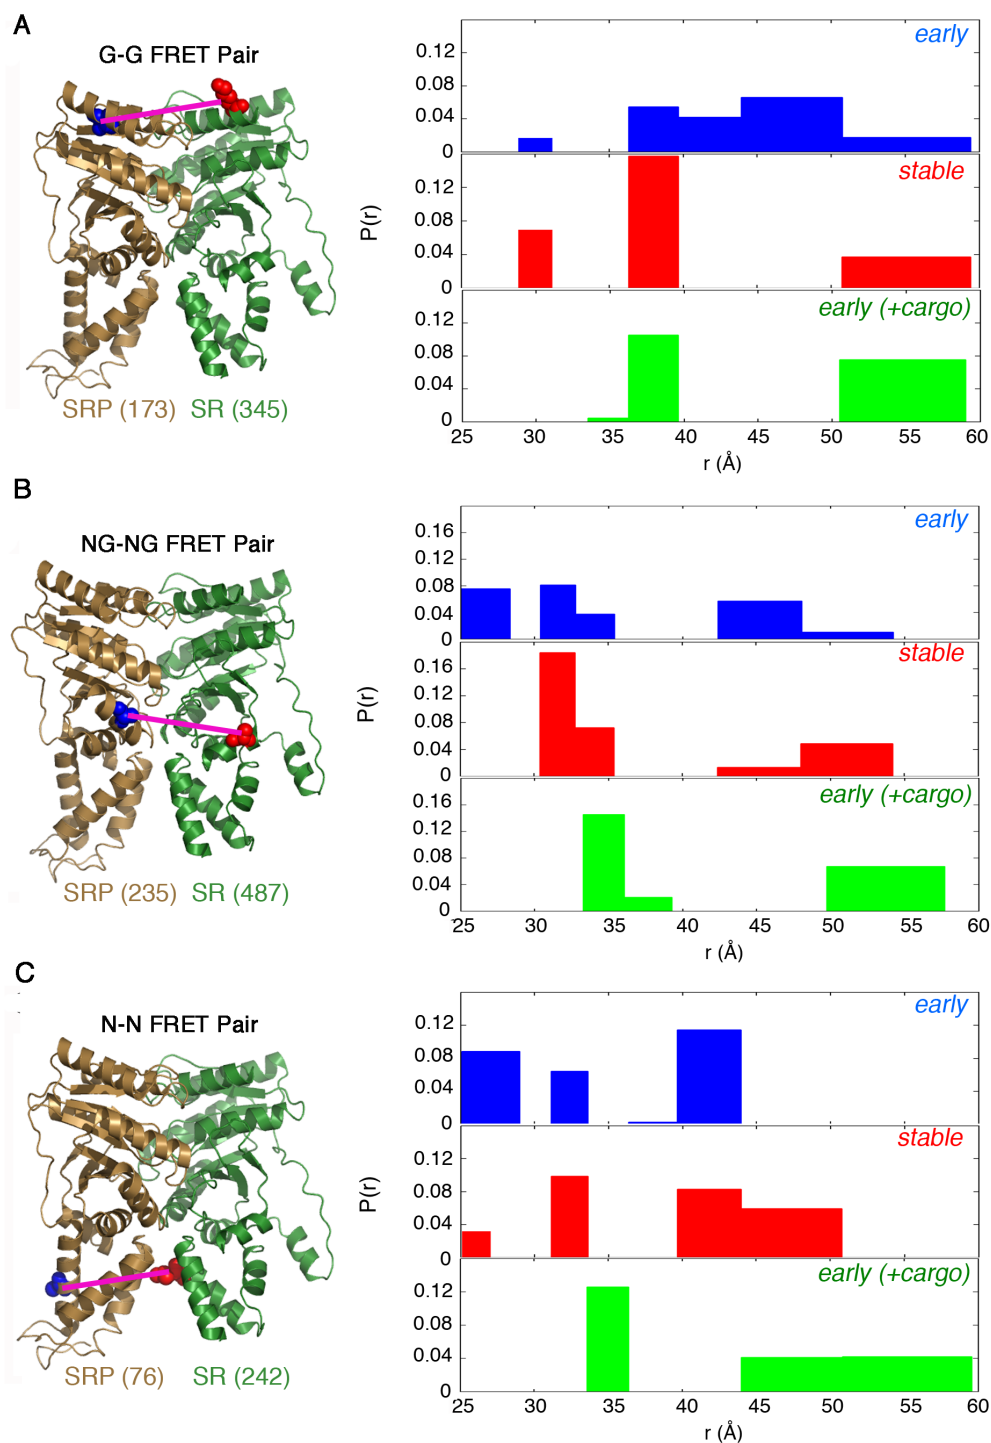 A
G-G FRET Pair
SRP (173) SR (345)
P(r)
0.12
0.08
0.04
0
early
0.12
0.08
0.04
0
stable
0.12
0.08
0.04
0
early (+cargo)
25 30 35 40 45 50 55 60
r (Å)
B
NG-NG FRET Pair
SRP (235) SR (487)
P(r)
0.16
0.12
0.08
0.04
0
early
0.16
0.12
0.08
0.04
0
stable
0.16
0.12
0.08
0.04
0
early (+cargo)
25 30 35 40 45 50 55 60
r (Å)
C
N-N FRET Pair
SRP (76) SR (242)
P(r)
0.12
0.08
0.04
0
early
0.12
0.08
0.04
0
stable
0.12
0.08
0.04
0
early (+cargo)
25 30 35 40 45 50 55 60
r (Å)